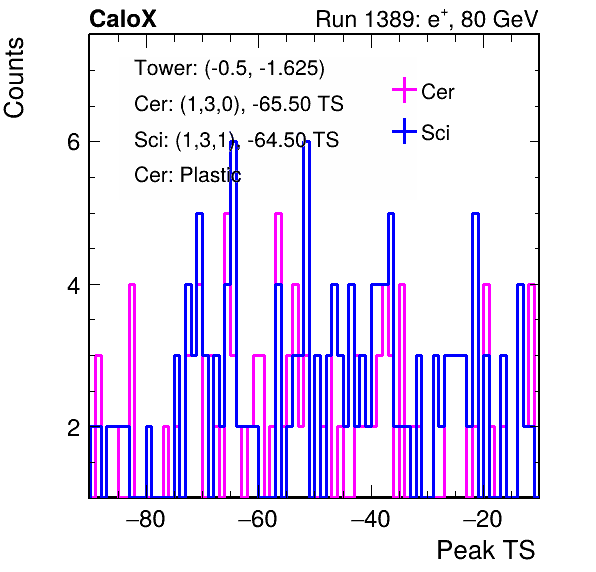 CaloX Run 1389: e⁺, 80 GeV
Counts
Tower: (-0.5, -1.625)
Cer: (1,3,0), -65.50 TS
Sci: (1,3,1), -64.50 TS
Cer: Plastic
Cer
Sci
6
4
2
−80 −60 −40 −20
Peak TS